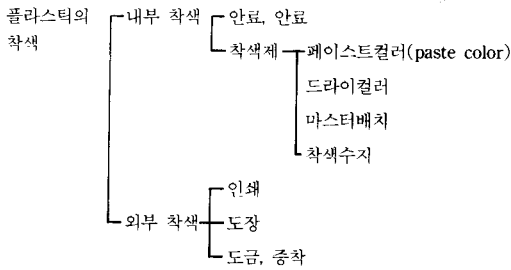 플라스틱의 내부 착색 안료, 안료
착색 착색제 페이스트컬러(paste color)
드라이컬러
마스터배치
착색수지
인쇄
외부 착색 도장
도금, 증착